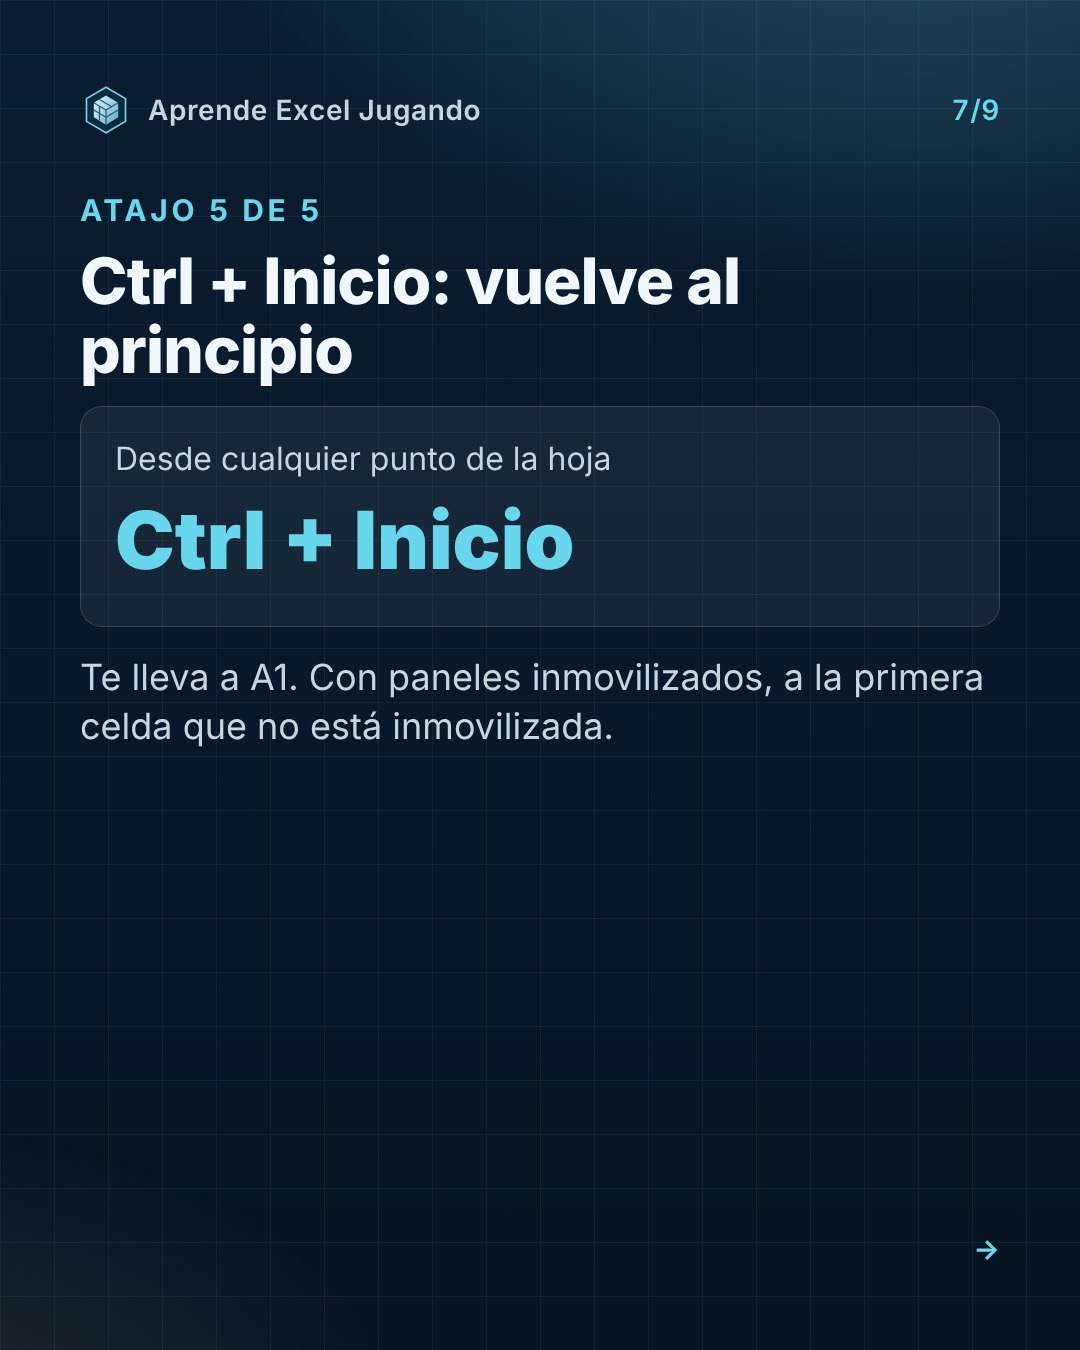 Aprende Excel Jugando
7/9
ATAJO 5 DE 5
Ctrl + Inicio: vuelve al
principio
Desde cualquier punto de la hoja
Ctrl + Inicio
Te lleva a A1. Con paneles inmovilizados, a la primera
celda que no está inmovilizada.
→